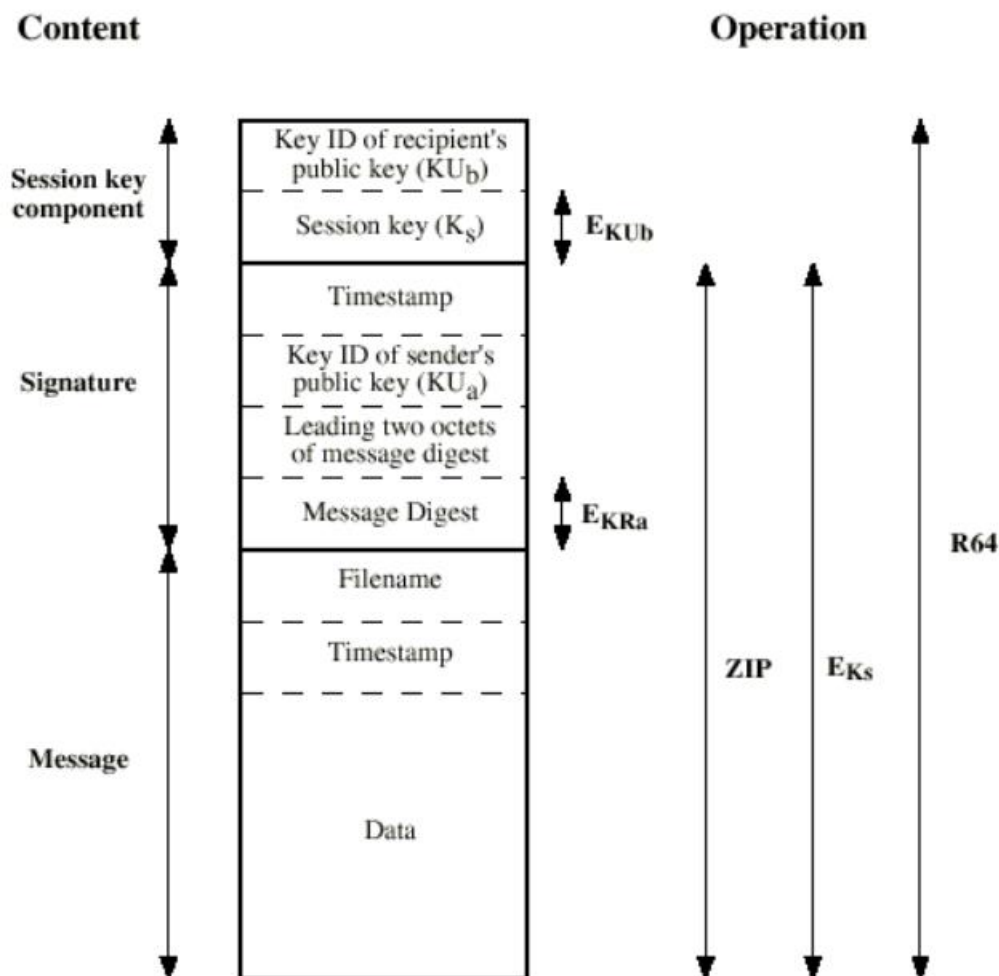 Content
Operation
Key ID of recipient's
public key (KUb)
Session key
component
Session key (Ks)
EKUb
Timestamp
Key ID of sender's
public key (KUa)
Signature
Leading two octets
of message digest
Message Digest
EKRa
R64
Filename
Timestamp
ZIP
EKs
Message
Data